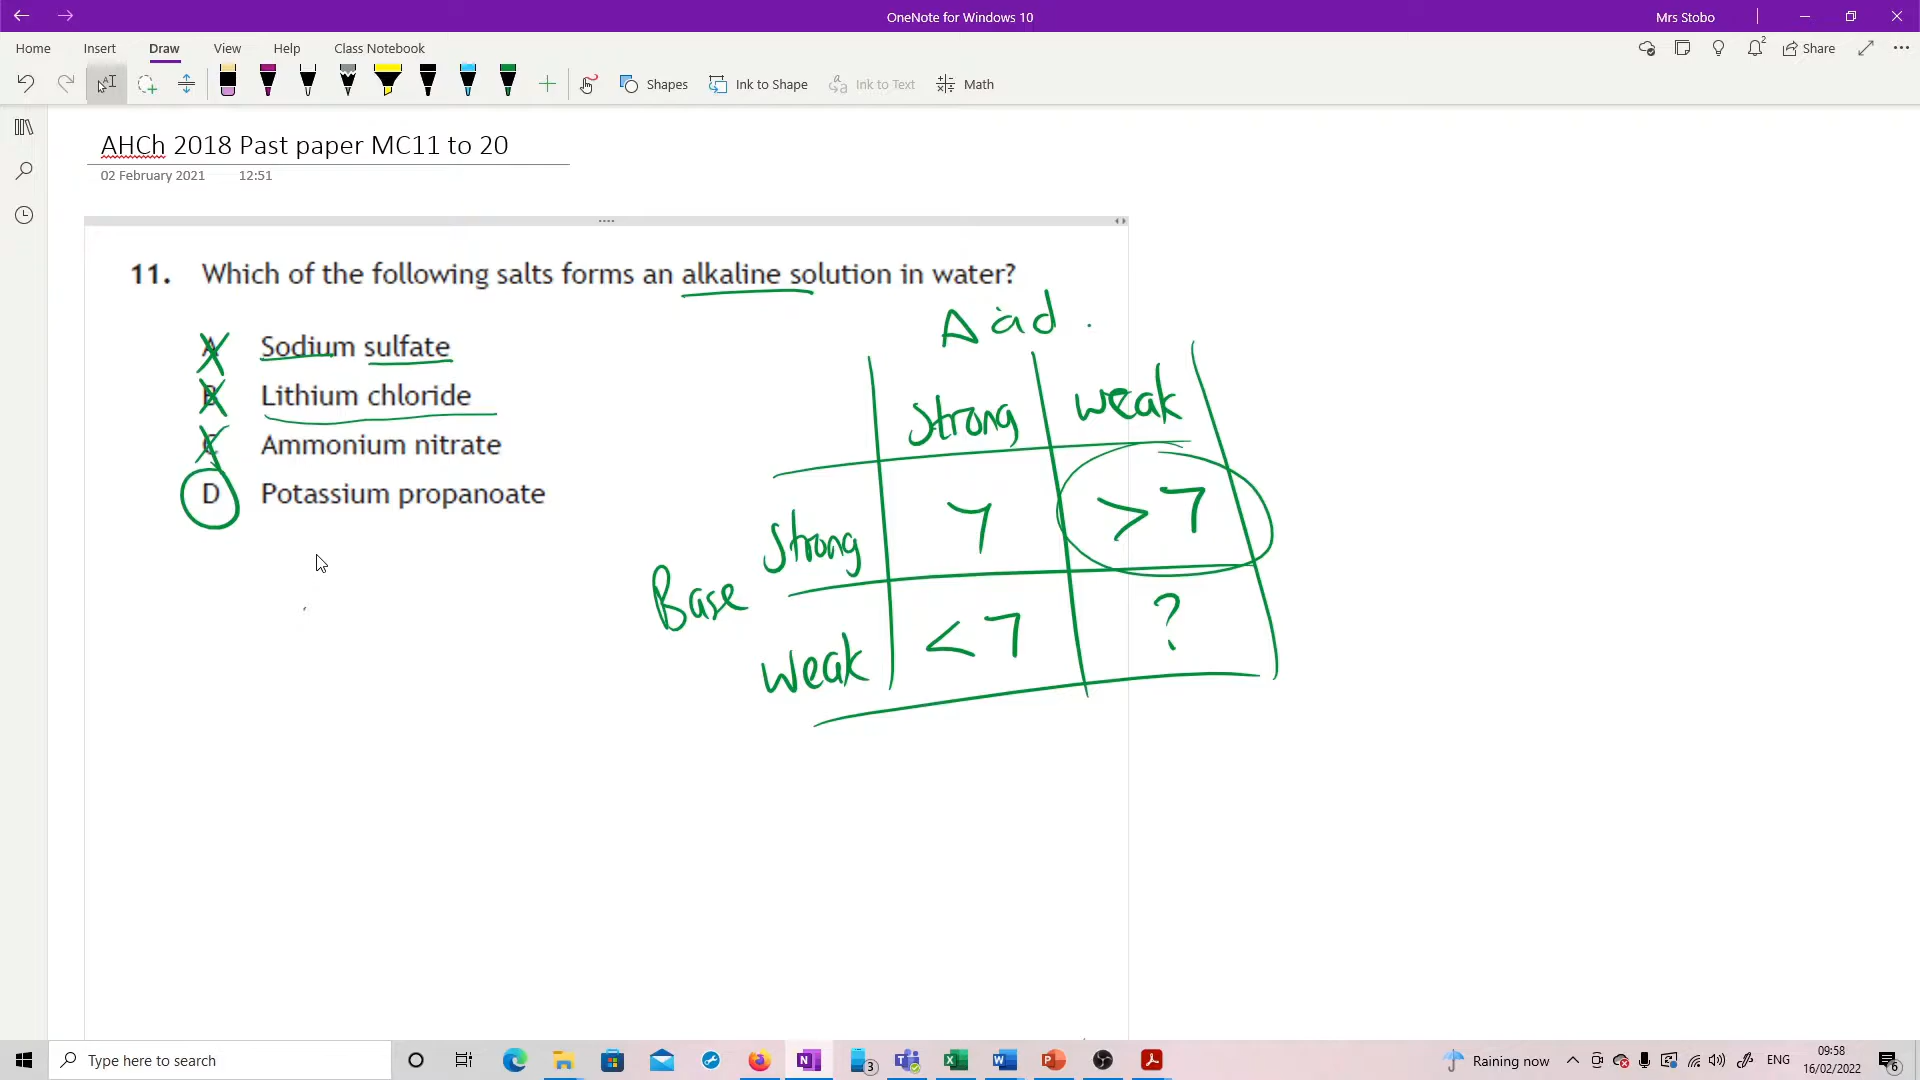 OneNote for Windows 10
Mrs Stobo
Home Insert Draw View Help Class Notebook
2
Share
Shapes
Ink to Shape
Ink to Text
Math
AHCh 2018 Past paper MC11 to 20
02 February 2021 12:51
11. Which of the following salts forms an alkaline solution in water?
A Sodium sulfate
B Lithium chloride
C Ammonium nitrate
D Potassium propanoate
Acid
strong weak
Base
strong 7 >7
weak <7 ?
Type here to search
3
Raining now
ENG
09:58
16/02/2022
6